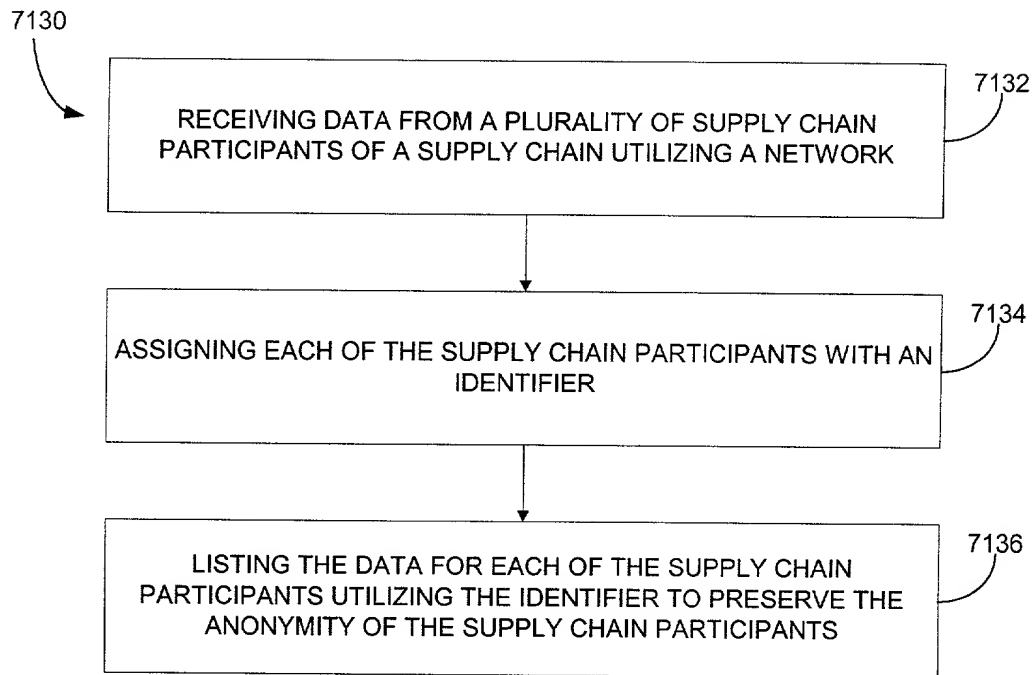 7130
7132
RECEIVING DATA FROM A PLURALITY OF SUPPLY CHAIN
PARTICIPANTS OF A SUPPLY CHAIN UTILIZING A NETWORK
7134
ASSIGNING EACH OF THE SUPPLY CHAIN PARTICIPANTS WITH AN
IDENTIFIER
7136
LISTING THE DATA FOR EACH OF THE SUPPLY CHAIN
PARTICIPANTS UTILIZING THE IDENTIFIER TO PRESERVE THE
ANONYMITY OF THE SUPPLY CHAIN PARTICIPANTS